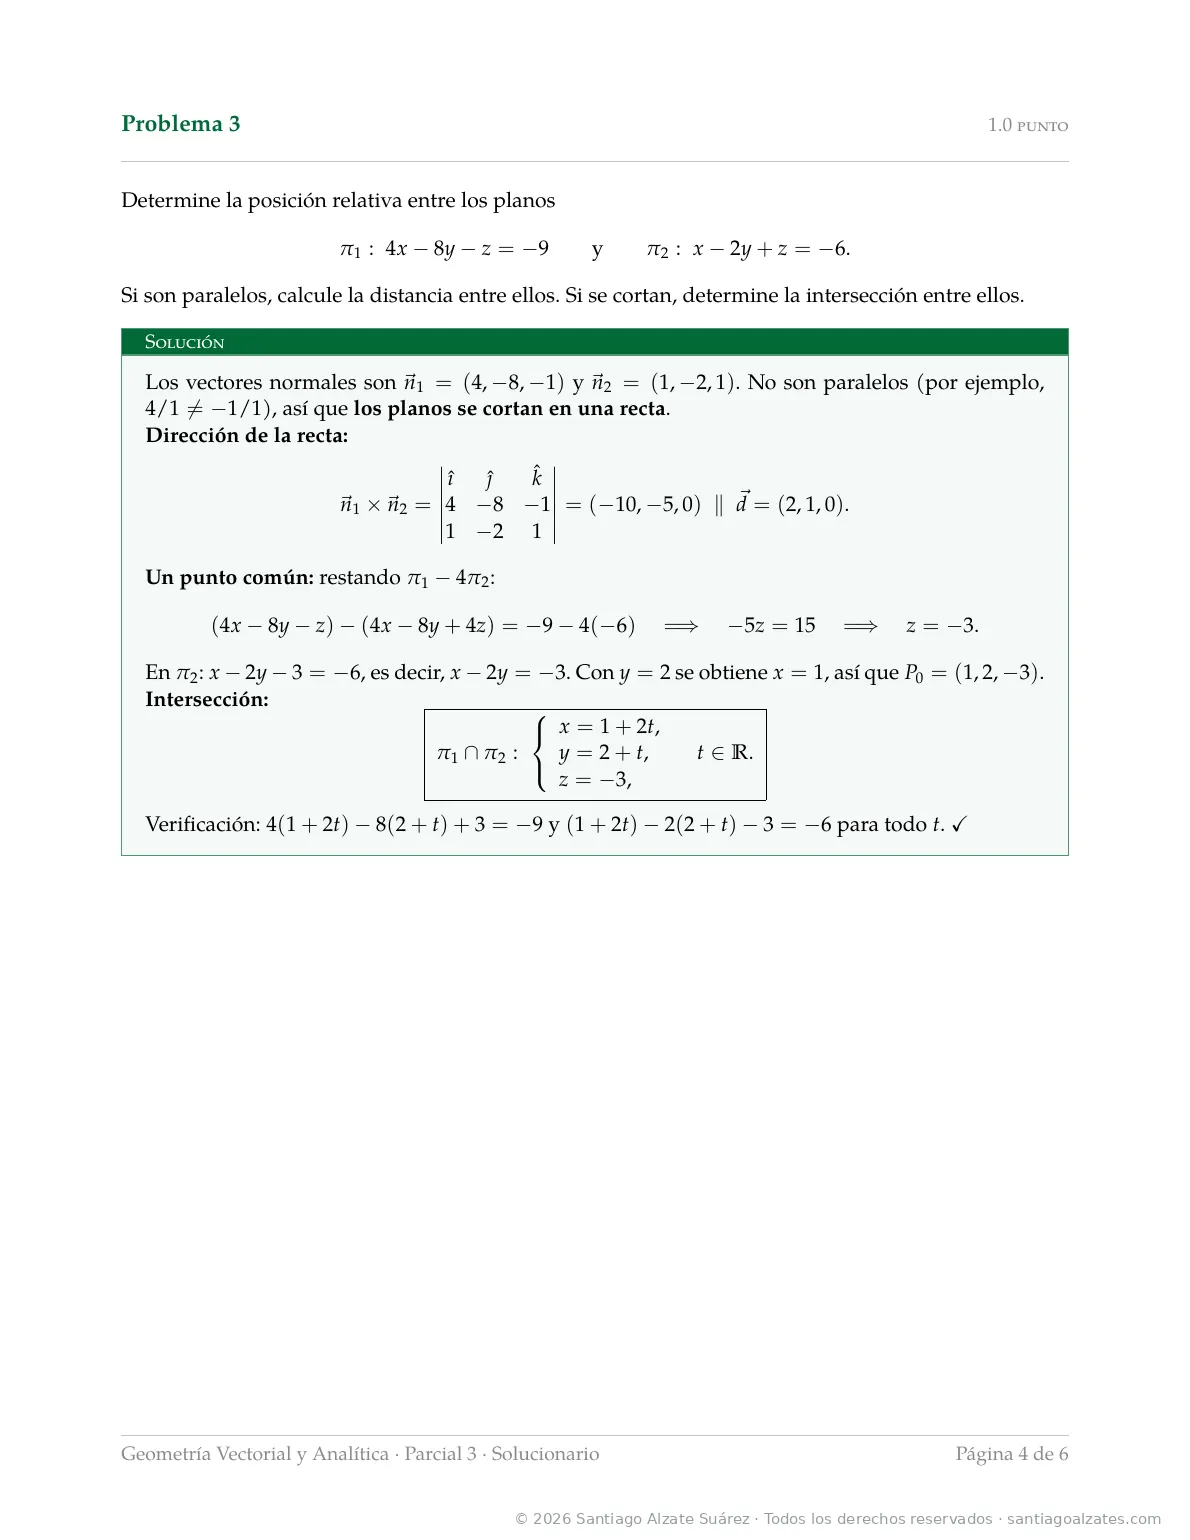 Problema 3
1.0 PUNTO
Determine la posición relativa entre los planos
π₁ : 4x − 8y − z = −9 y π₂ : x − 2y + z = −6.
Si son paralelos, calcule la distancia entre ellos. Si se cortan, determine la intersección entre ellos.
SOLUCIÓN
Los vectores normales son n⃗₁ = (4, −8, −1) y n⃗₂ = (1, −2, 1). No son paralelos (por ejemplo,
4/1 ≠ −1/1), así que los planos se cortan en una recta.
Dirección de la recta:
n⃗₁ × n⃗₂ = | î ĵ k̂ ; 4 −8 −1 ; 1 −2 1 | = (−10, −5, 0) ∥ d⃗ = (2, 1, 0).
Un punto común: restando π₁ − 4π₂:
(4x − 8y − z) − (4x − 8y + 4z) = −9 − 4(−6) ⟹ −5z = 15 ⟹ z = −3.
En π₂: x − 2y − 3 = −6, es decir, x − 2y = −3. Con y = 2 se obtiene x = 1, así que P₀ = (1, 2, −3).
Intersección:
π₁ ∩ π₂ : { x = 1 + 2t,
y = 2 + t, t ∈ ℝ.
z = −3,
Verificación: 4(1 + 2t) − 8(2 + t) + 3 = −9 y (1 + 2t) − 2(2 + t) − 3 = −6 para todo t. ✓
Geometría Vectorial y Analítica · Parcial 3 · Solucionario
Página 4 de 6
© 2026 Santiago Alzate Suárez · Todos los derechos reservados · santiagoalzates.com